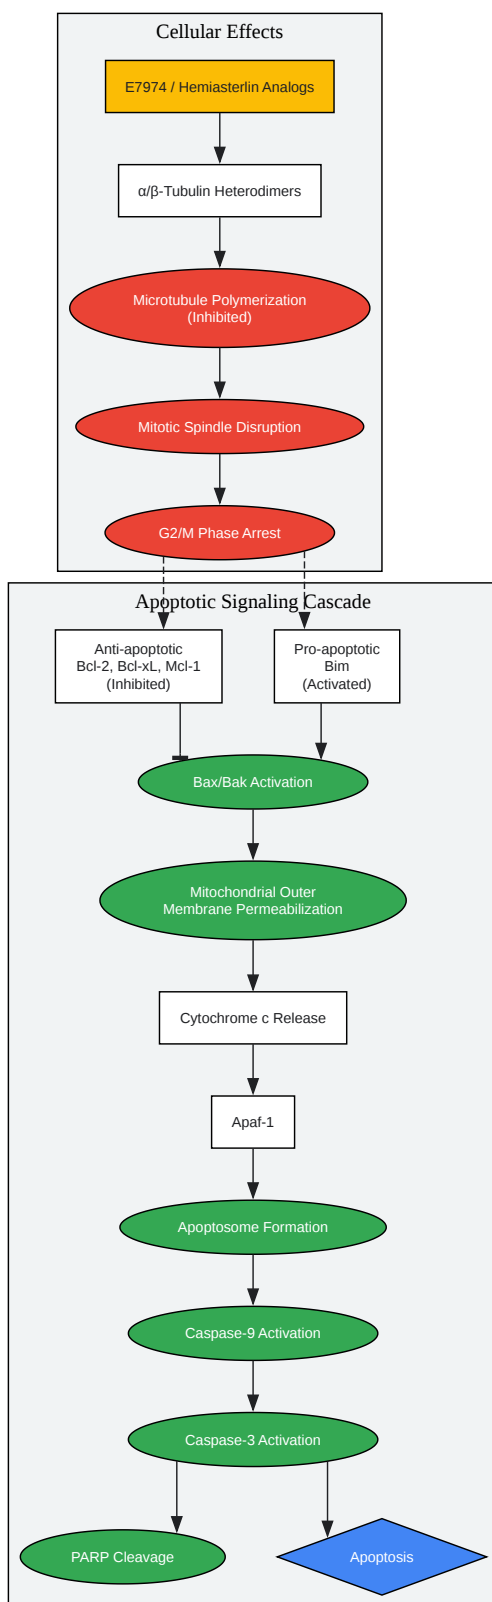 Cellular Effects
E7974 / Hemiasterlin Analogs
α/β-Tubulin Heterodimers
Microtubule Polymerization
(Inhibited)
Mitotic Spindle Disruption
G2/M Phase Arrest
Apoptotic Signaling Cascade
Anti-apoptotic
Bcl-2, Bcl-xL, Mcl-1
(Inhibited)
Pro-apoptotic
Bim
(Activated)
Bax/Bak Activation
Mitochondrial Outer
Membrane Permeabilization
Cytochrome c Release
Apaf-1
Apoptosome Formation
Caspase-9 Activation
Caspase-3 Activation
PARP Cleavage
Apoptosis